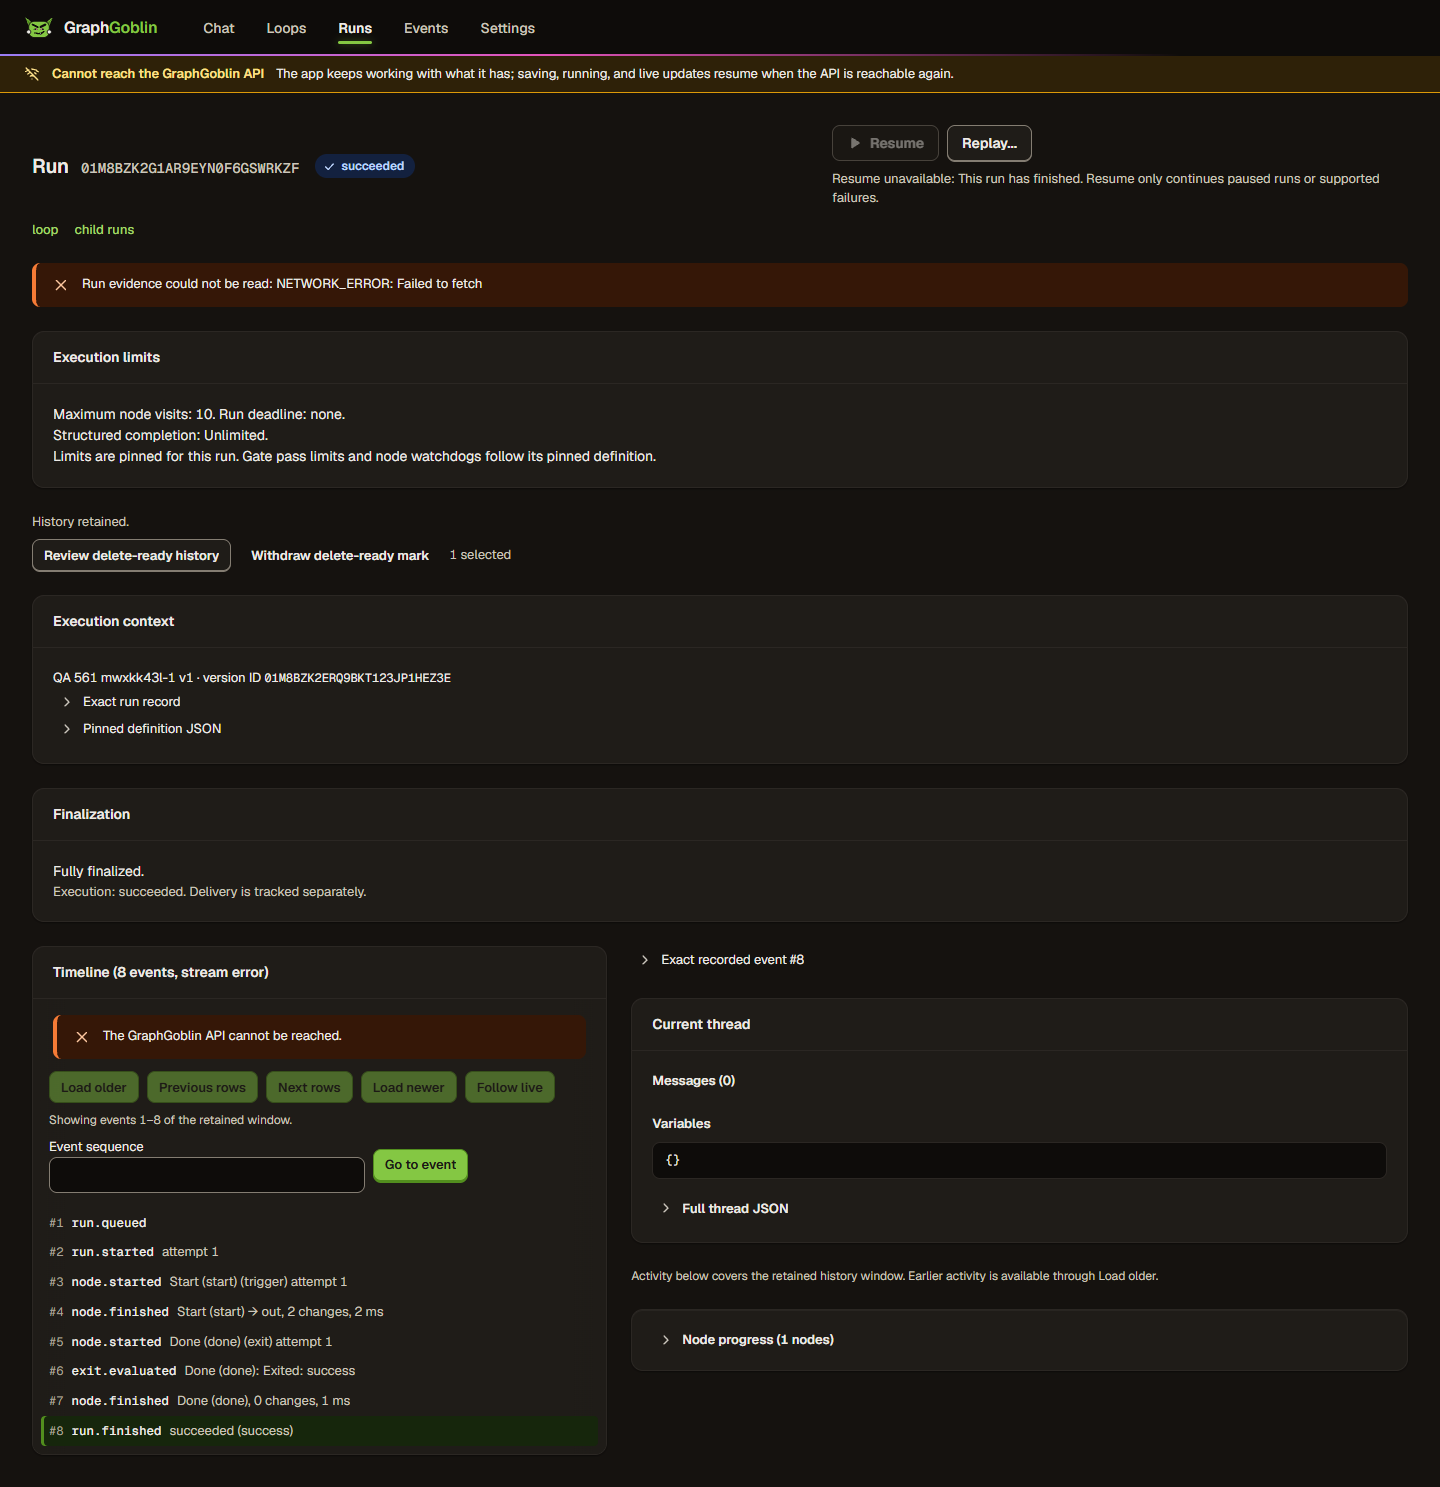 GraphGoblin
Chat
Loops
Runs
Events
Settings
Cannot reach the GraphGoblin API The app keeps working with what it has; saving, running, and live updates resume when the API is reachable again.
Run 01M8BZK2G1AR9EYN0F6GSWRKZF succeeded
Resume
Replay...
Resume unavailable: This run has finished. Resume only continues paused runs or supported
failures.
loop child runs
Run evidence could not be read: NETWORK_ERROR: Failed to fetch
Execution limits
Maximum node visits: 10. Run deadline: none.
Structured completion: Unlimited.
Limits are pinned for this run. Gate pass limits and node watchdogs follow its pinned definition.
History retained.
Review delete-ready history
Withdraw delete-ready mark
1 selected
Execution context
QA 561 mwxkk43l-1 v1 · version ID 01M8BZK2ERQ9BKT123JP1HEZ3E
Exact run record
Pinned definition JSON
Finalization
Fully finalized.
Execution: succeeded. Delivery is tracked separately.
Timeline (8 events, stream error)
The GraphGoblin API cannot be reached.
Load older
Previous rows
Next rows
Load newer
Follow live
Showing events 1–8 of the retained window.
Event sequence
Go to event
#1 run.queued
#2 run.started attempt 1
#3 node.started Start (start) (trigger) attempt 1
#4 node.finished Start (start) → out, 2 changes, 2 ms
#5 node.started Done (done) (exit) attempt 1
#6 exit.evaluated Done (done): Exited: success
#7 node.finished Done (done), 0 changes, 1 ms
#8 run.finished succeeded (success)
Exact recorded event #8
Current thread
Messages (0)
Variables
{}
Full thread JSON
Activity below covers the retained history window. Earlier activity is available through Load older.
Node progress (1 nodes)